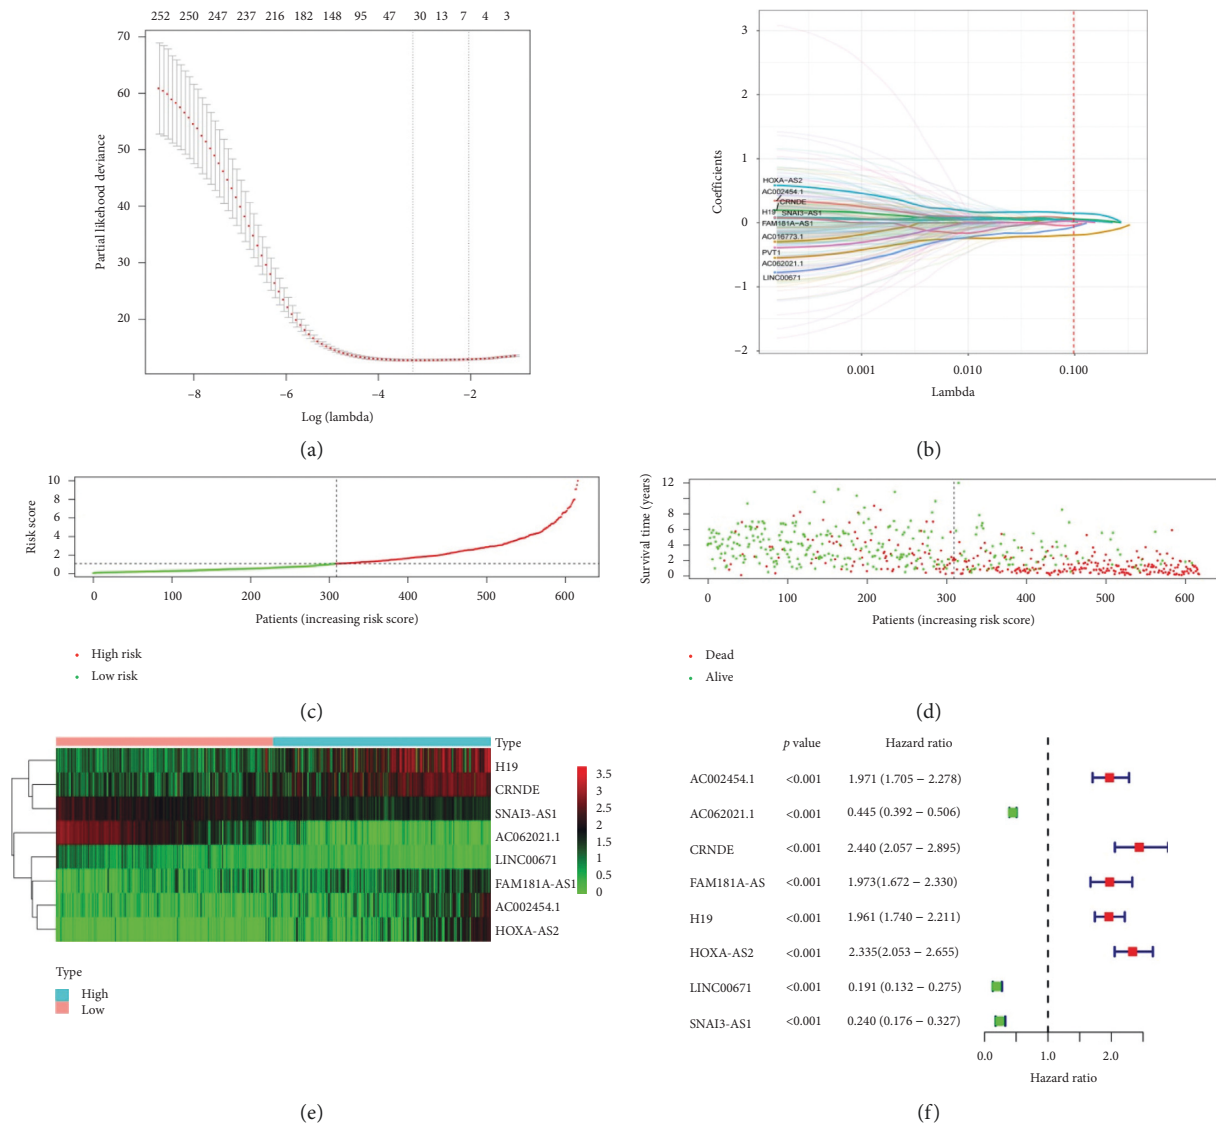 252 250 247 237 216 182 148 95 47 30 13 7 4 3
70
60
50
40
30
20
Partial likelihood deviance
−8 −6 −4 −2
Log (lambda)
(a)
3
2
1
0
−1
−2
Coefficients
HOXA−AS2
AC002454.1
CRNDE
H19 SNAI3−AS1
FAM181A−AS1
AC016773.1
PVT1
AC062021.1
LINC00671
0.001 0.010 0.100
Lambda
(b)
10
8
6
4
2
0
Risk score
0 100 200 300 400 500 600
Patients (increasing risk score)
High risk
Low risk
(c)
12
8
6
4
2
0
Survival time (years)
0 100 200 300 400 500 600
Patients (increasing risk score)
Dead
Alive
(d)
Type
H19
CRNDE
SNAI3-AS1
AC062021.1
LINC00671
FAM181A-AS1
AC002454.1
HOXA-AS2
3.5
3
2.5
2
1.5
1
0.5
0
Type
High
Low
(e)
p value Hazard ratio
AC002454.1 <0.001 1.971 (1.705 − 2.278)
AC062021.1 <0.001 0.445 (0.392 − 0.506)
CRNDE <0.001 2.440 (2.057 − 2.895)
FAM181A-AS <0.001 1.973(1.672 − 2.330)
H19 <0.001 1.961 (1.740 − 2.211)
HOXA-AS2 <0.001 2.335(2.053 − 2.655)
LINC00671 <0.001 0.191 (0.132 − 0.275)
SNAI3-AS1 <0.001 0.240 (0.176 − 0.327)
0.0 1.0 2.0
Hazard ratio
(f)